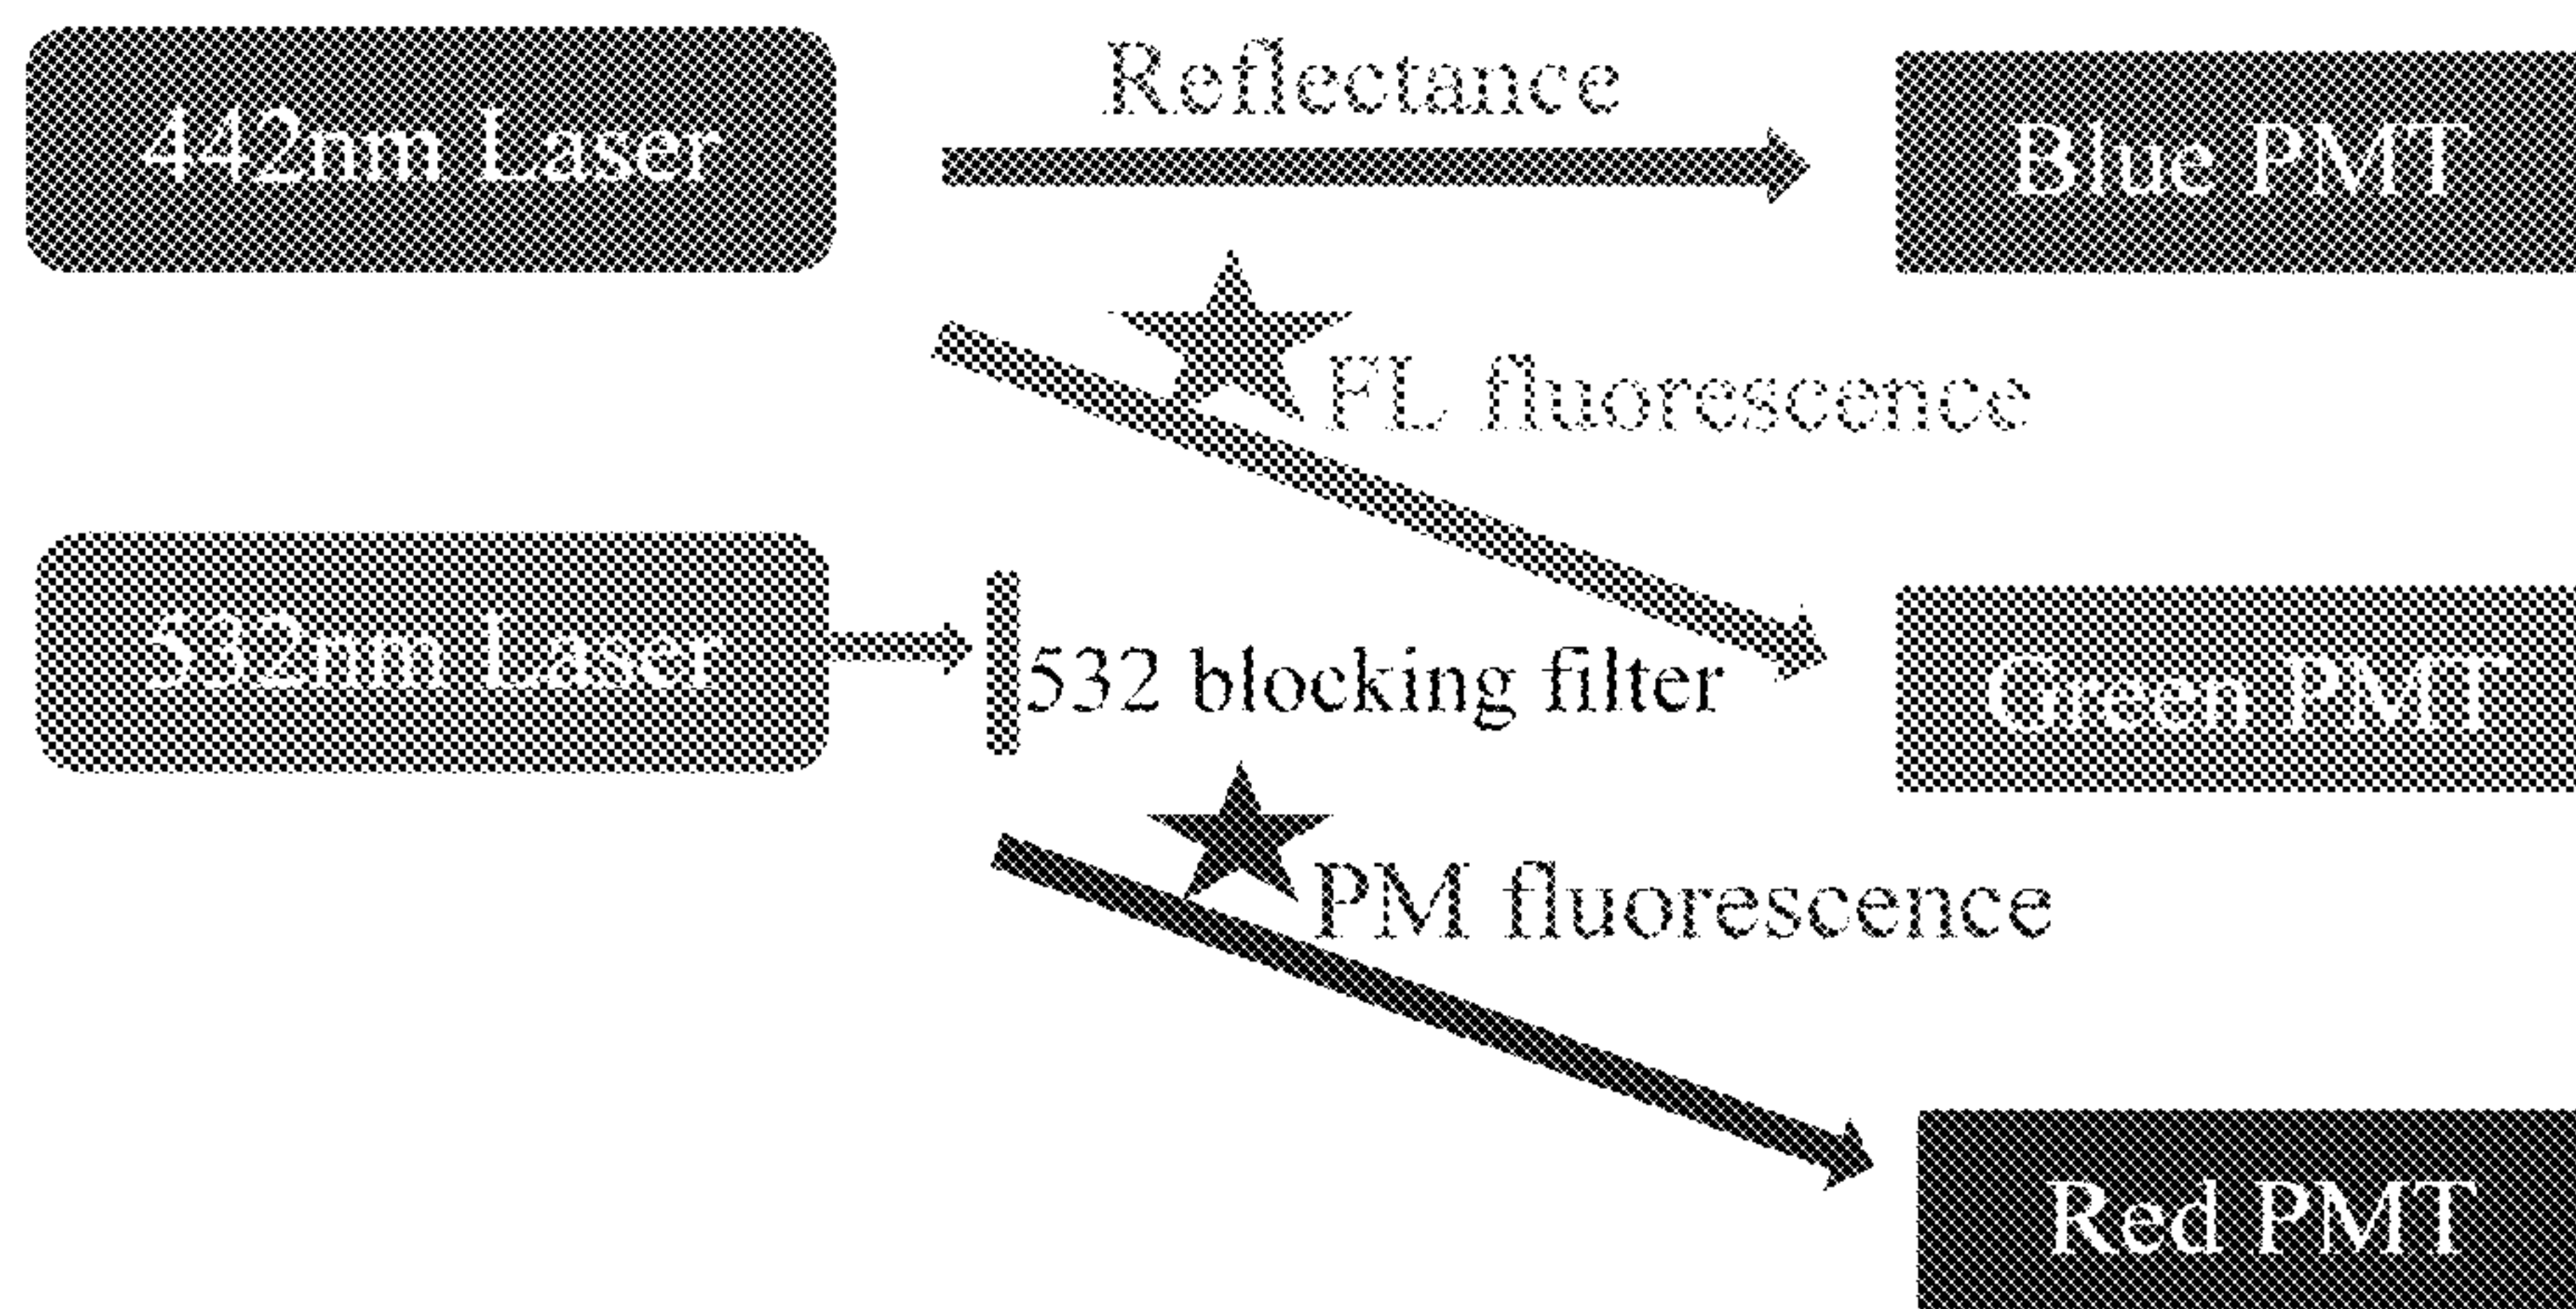 442nm Laser
Reflectance
Blue PMT
FL fluorescence
532nm Laser
532 blocking filter
Green PMT
PM fluorescence
Red PMT